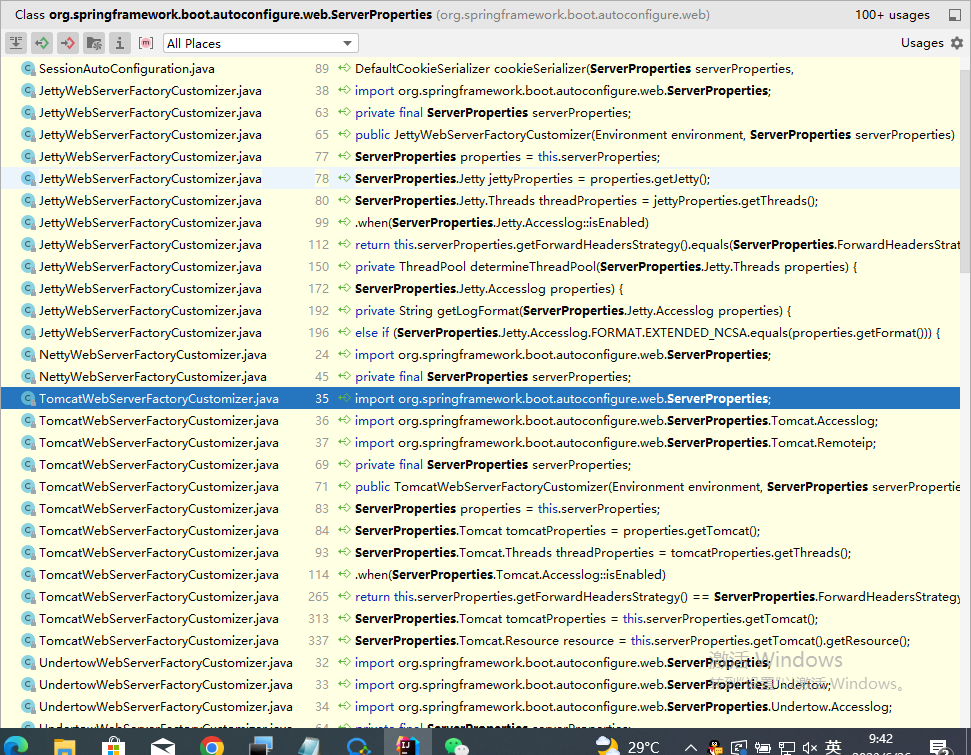 Class org.springframework.boot.autoconfigure.web.ServerProperties (org.springframework.boot.autoconfigure.web) 100+ usages
All Places Usages
SessionAutoConfiguration.java 89 DefaultCookieSerializer cookieSerializer(ServerProperties serverProperties,
JettyWebServerFactoryCustomizer.java 38 import org.springframework.boot.autoconfigure.web.ServerProperties;
JettyWebServerFactoryCustomizer.java 63 private final ServerProperties serverProperties;
JettyWebServerFactoryCustomizer.java 65 public JettyWebServerFactoryCustomizer(Environment environment, ServerProperties serverProperties)
JettyWebServerFactoryCustomizer.java 77 ServerProperties properties = this.serverProperties;
JettyWebServerFactoryCustomizer.java 78 ServerProperties.Jetty jettyProperties = properties.getJetty();
JettyWebServerFactoryCustomizer.java 80 ServerProperties.Jetty.Threads threadProperties = jettyProperties.getThreads();
JettyWebServerFactoryCustomizer.java 99 .when(ServerProperties.Jetty.Accesslog::isEnabled)
JettyWebServerFactoryCustomizer.java 112 return this.serverProperties.getForwardHeadersStrategy().equals(ServerProperties.ForwardHeadersStrat
JettyWebServerFactoryCustomizer.java 150 private ThreadPool determineThreadPool(ServerProperties.Jetty.Threads properties) {
JettyWebServerFactoryCustomizer.java 172 ServerProperties.Jetty.Accesslog properties) {
JettyWebServerFactoryCustomizer.java 192 private String getLogFormat(ServerProperties.Jetty.Accesslog properties) {
JettyWebServerFactoryCustomizer.java 196 else if (ServerProperties.Jetty.Accesslog.FORMAT.EXTENDED_NCSA.equals(properties.getFormat())) {
NettyWebServerFactoryCustomizer.java 24 import org.springframework.boot.autoconfigure.web.ServerProperties;
NettyWebServerFactoryCustomizer.java 45 private final ServerProperties serverProperties;
TomcatWebServerFactoryCustomizer.java 35 import org.springframework.boot.autoconfigure.web.ServerProperties;
TomcatWebServerFactoryCustomizer.java 36 import org.springframework.boot.autoconfigure.web.ServerProperties.Tomcat.Accesslog;
TomcatWebServerFactoryCustomizer.java 37 import org.springframework.boot.autoconfigure.web.ServerProperties.Tomcat.Remoteip;
TomcatWebServerFactoryCustomizer.java 69 private final ServerProperties serverProperties;
TomcatWebServerFactoryCustomizer.java 71 public TomcatWebServerFactoryCustomizer(Environment environment, ServerProperties serverPropertie
TomcatWebServerFactoryCustomizer.java 83 ServerProperties properties = this.serverProperties;
TomcatWebServerFactoryCustomizer.java 84 ServerProperties.Tomcat tomcatProperties = properties.getTomcat();
TomcatWebServerFactoryCustomizer.java 93 ServerProperties.Tomcat.Threads threadProperties = tomcatProperties.getThreads();
TomcatWebServerFactoryCustomizer.java 114 .when(ServerProperties.Tomcat.Accesslog::isEnabled)
TomcatWebServerFactoryCustomizer.java 265 return this.serverProperties.getForwardHeadersStrategy() == ServerProperties.ForwardHeadersStrategy
TomcatWebServerFactoryCustomizer.java 313 ServerProperties.Tomcat tomcatProperties = this.serverProperties.getTomcat();
TomcatWebServerFactoryCustomizer.java 337 ServerProperties.Tomcat.Resource resource = this.serverProperties.getTomcat().getResource();
UndertowWebServerFactoryCustomizer.java 32 import org.springframework.boot.autoconfigure.web.ServerProperties;
激活 Windows
UndertowWebServerFactoryCustomizer.java 33 import org.springframework.boot.autoconfigure.web.ServerProperties.Undertow;
转到"设置"以激活 Windows。
UndertowWebServerFactoryCustomizer.java 34 import org.springframework.boot.autoconfigure.web.ServerProperties.Undertow.Accesslog;
29°C 英 9:42